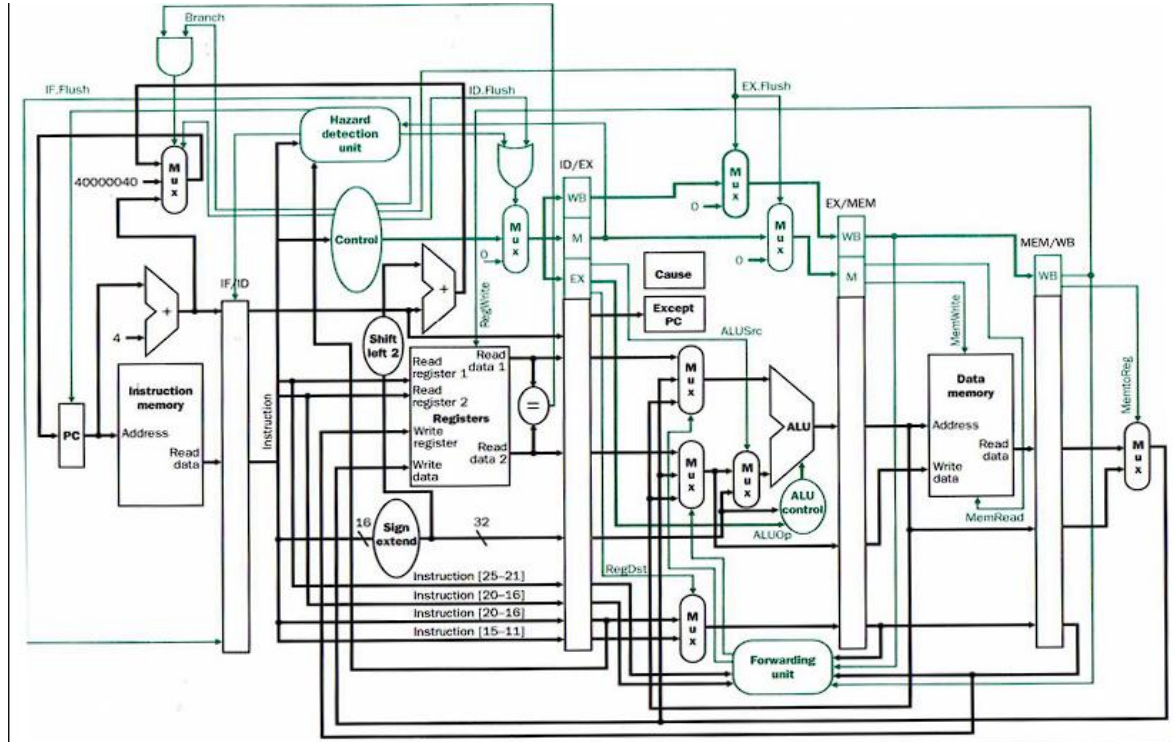 Branch
IF.Flush
ID.Flush
EX.Flush
Hazard
detection
unit
M
u
x
40000040
ID/EX
WB
M
EX
M
u
x
0
M
u
x
0
M
u
x
0
EX/MEM
WB
M
MEM/WB
WB
Control
Cause
Except
PC
IF/ID
4
+
+
RegWrite
Shift
left 2
ALUSrc
MemWrite
MemtoReg
Instruction
memory
Address
Read
data
PC
Instruction
Read
register 1
Read
data 1
Read
register 2
Registers
Write
register
Read
data 2
Write
data
=
M
u
x
M
u
x
M
u
x
ALU
ALU
control
ALUOp
Data
memory
Address
Read
data
Write
data
MemRead
M
u
x
16
Sign
extend
32
RegDst
Instruction [25–21]
Instruction [20–16]
Instruction [20–16]
Instruction [15–11]
M
u
x
Forwarding
unit